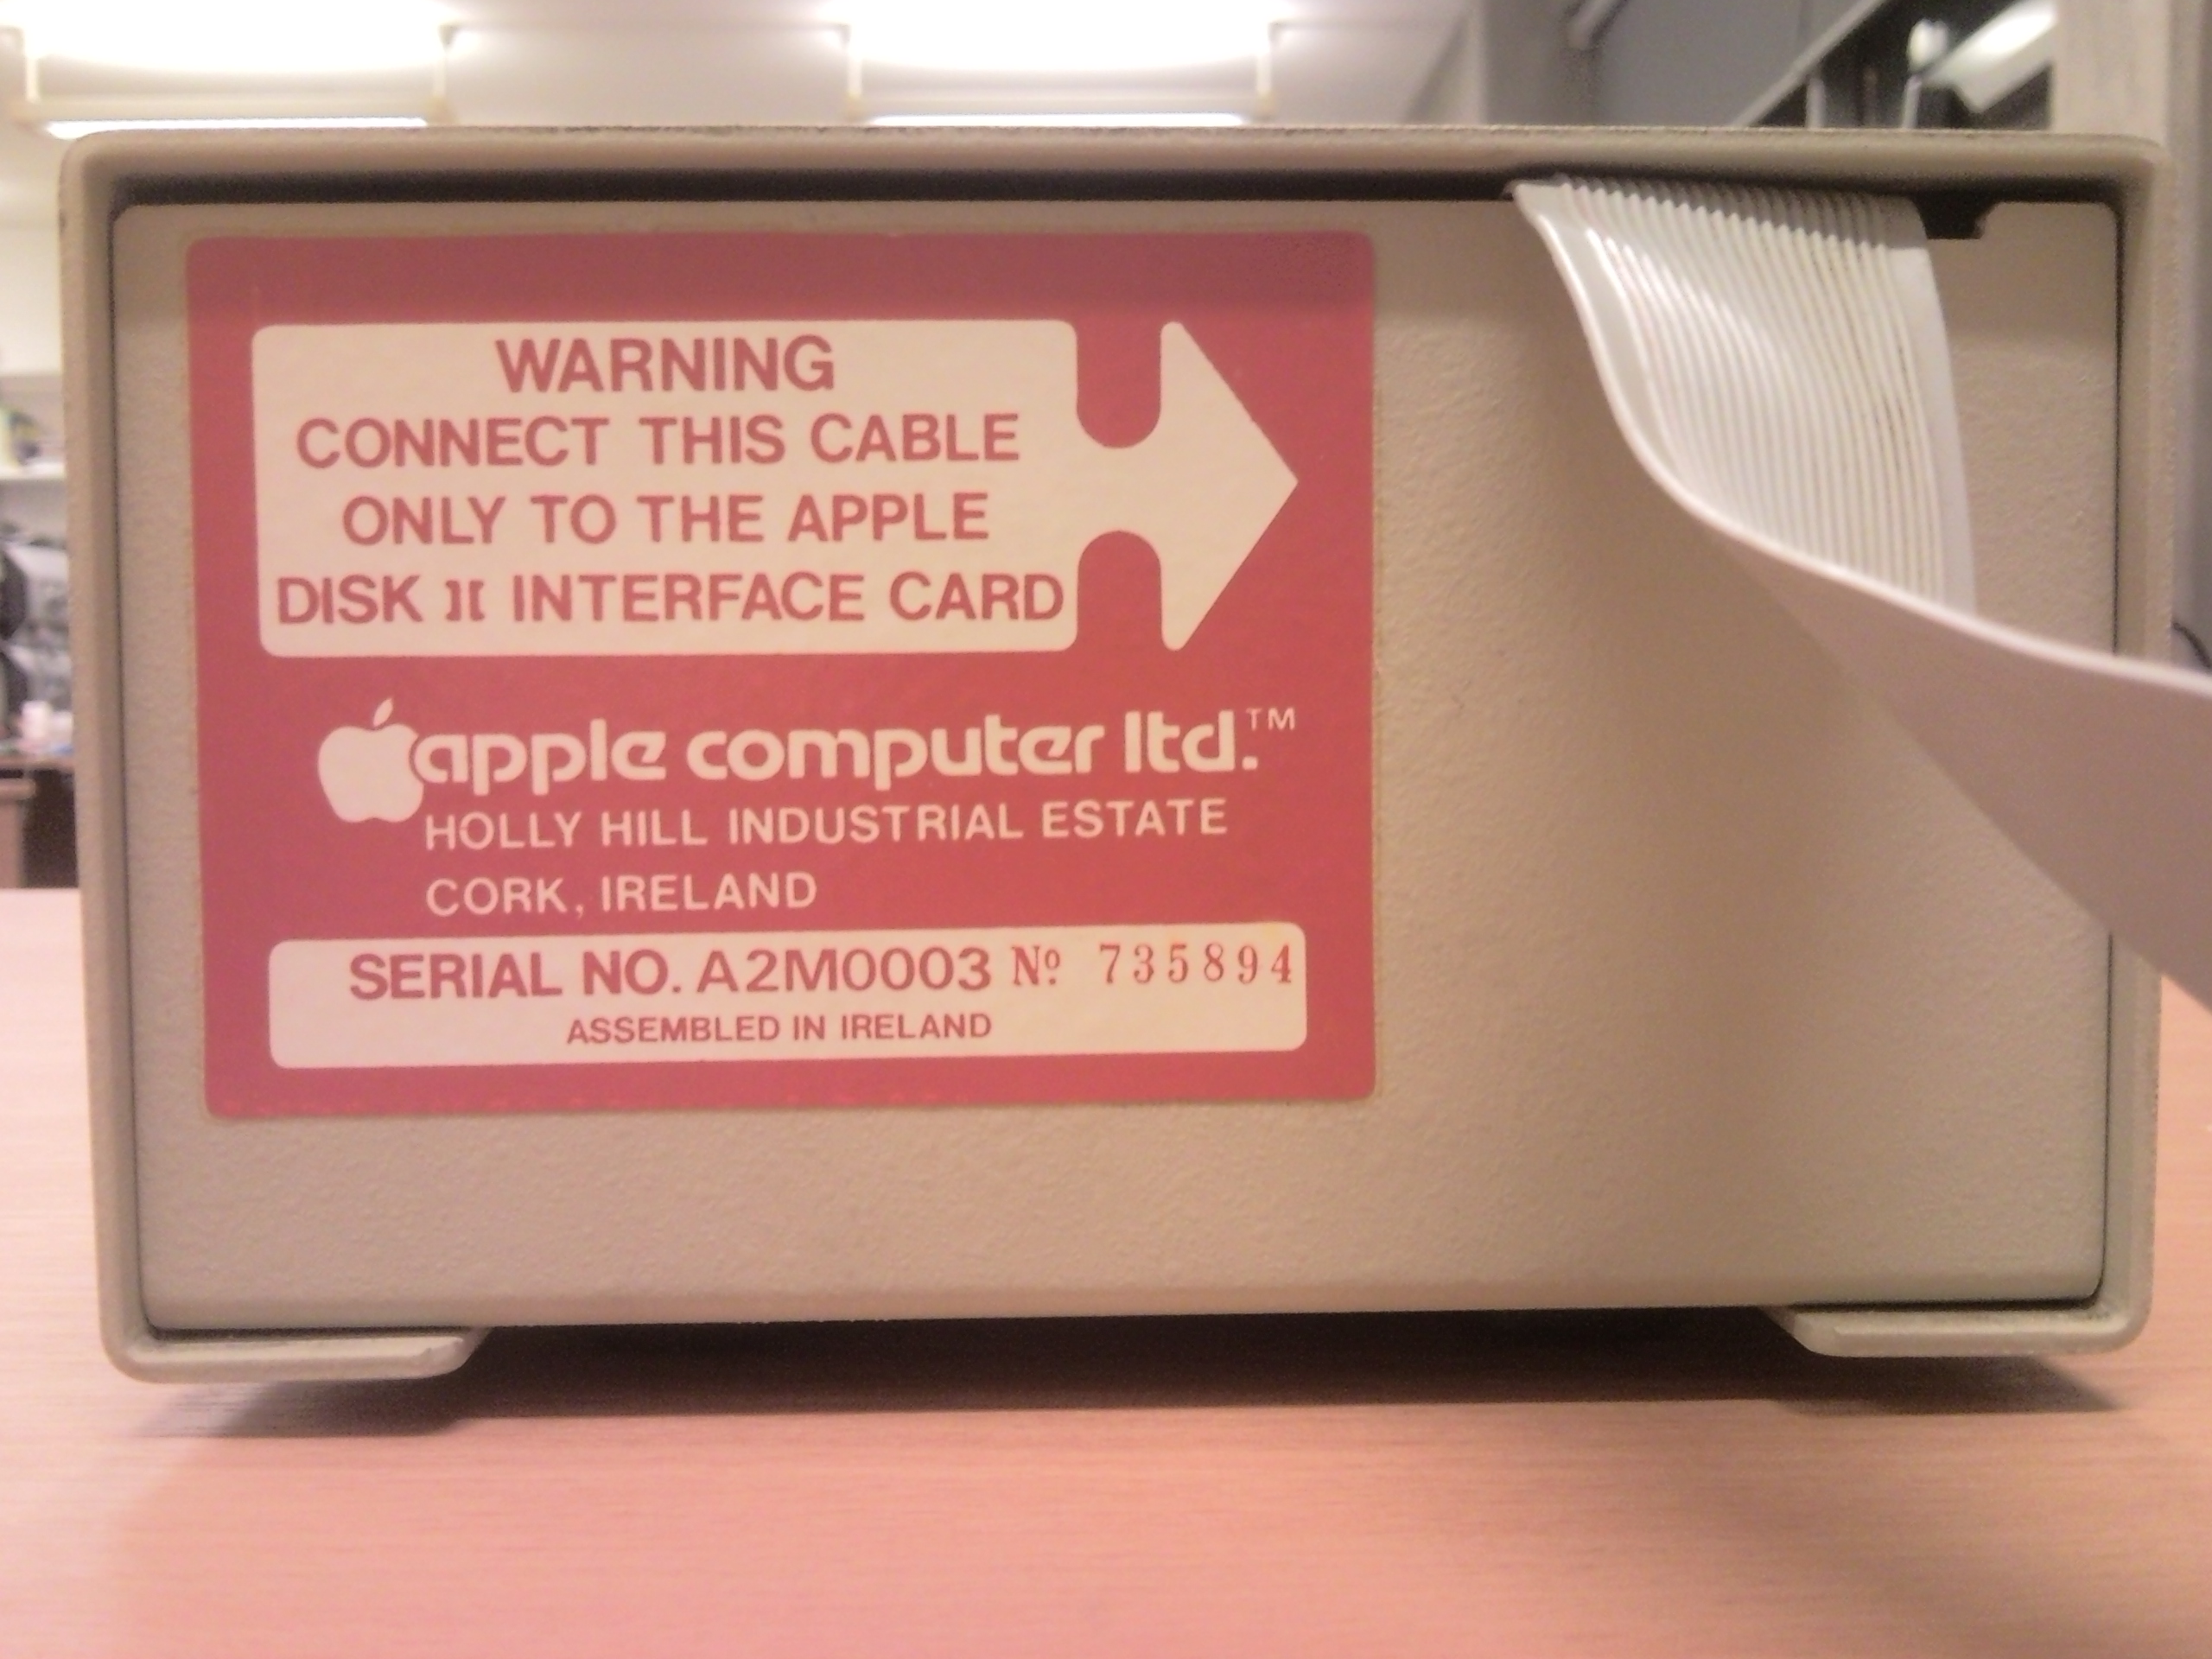 WARNING
CONNECT THIS CABLE
ONLY TO THE APPLE
DISK ][ INTERFACE CARD
apple computer ltd.™
HOLLY HILL INDUSTRIAL ESTATE
CORK, IRELAND
SERIAL NO. A2M0003 Nº 735894
ASSEMBLED IN IRELAND